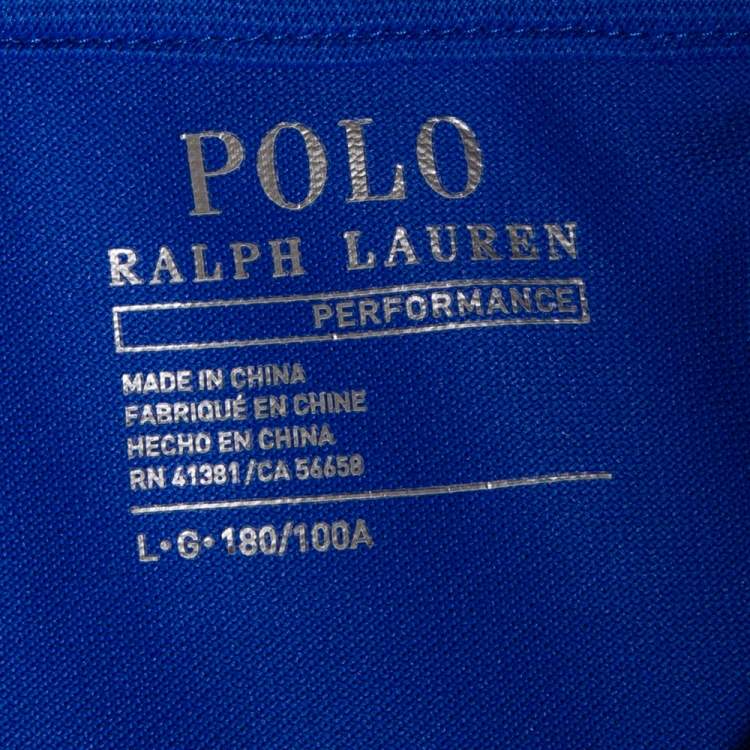 POLO
RALPH LAUREN
PERFORMANCE
MADE IN CHINA
FABRIQUÉ EN CHINE
HECHO EN CHINA
RN 41381/CA 56658
L•G•180/100A